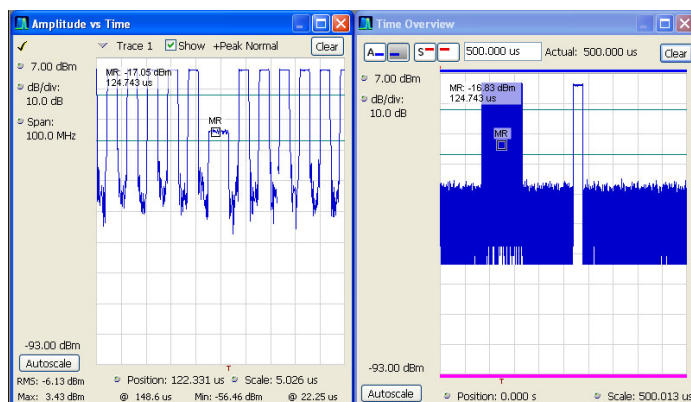 Amplitude vs Time
Trace 1 Show +Peak Normal Clear
7.00 dBm
dB/div:
10.0 dB
Span:
100.0 MHz
MR: -17.05 dBm
124.743 us
MR
-93.00 dBm
Autoscale
T
Position: 122.331 us Scale: 5.026 us
RMS: -6.13 dBm
Max: 3.43 dBm @ 148.6 us Min: -56.46 dBm @ 22.25 us
Time Overview
A S 500.000 us Actual: 500.000 us Clear
7.00 dBm
dB/div:
10.0 dB
MR: -16.83 dBm
124.743 us
MR
-93.00 dBm
Autoscale
T
Position: 0.000 s Scale: 500.013 us